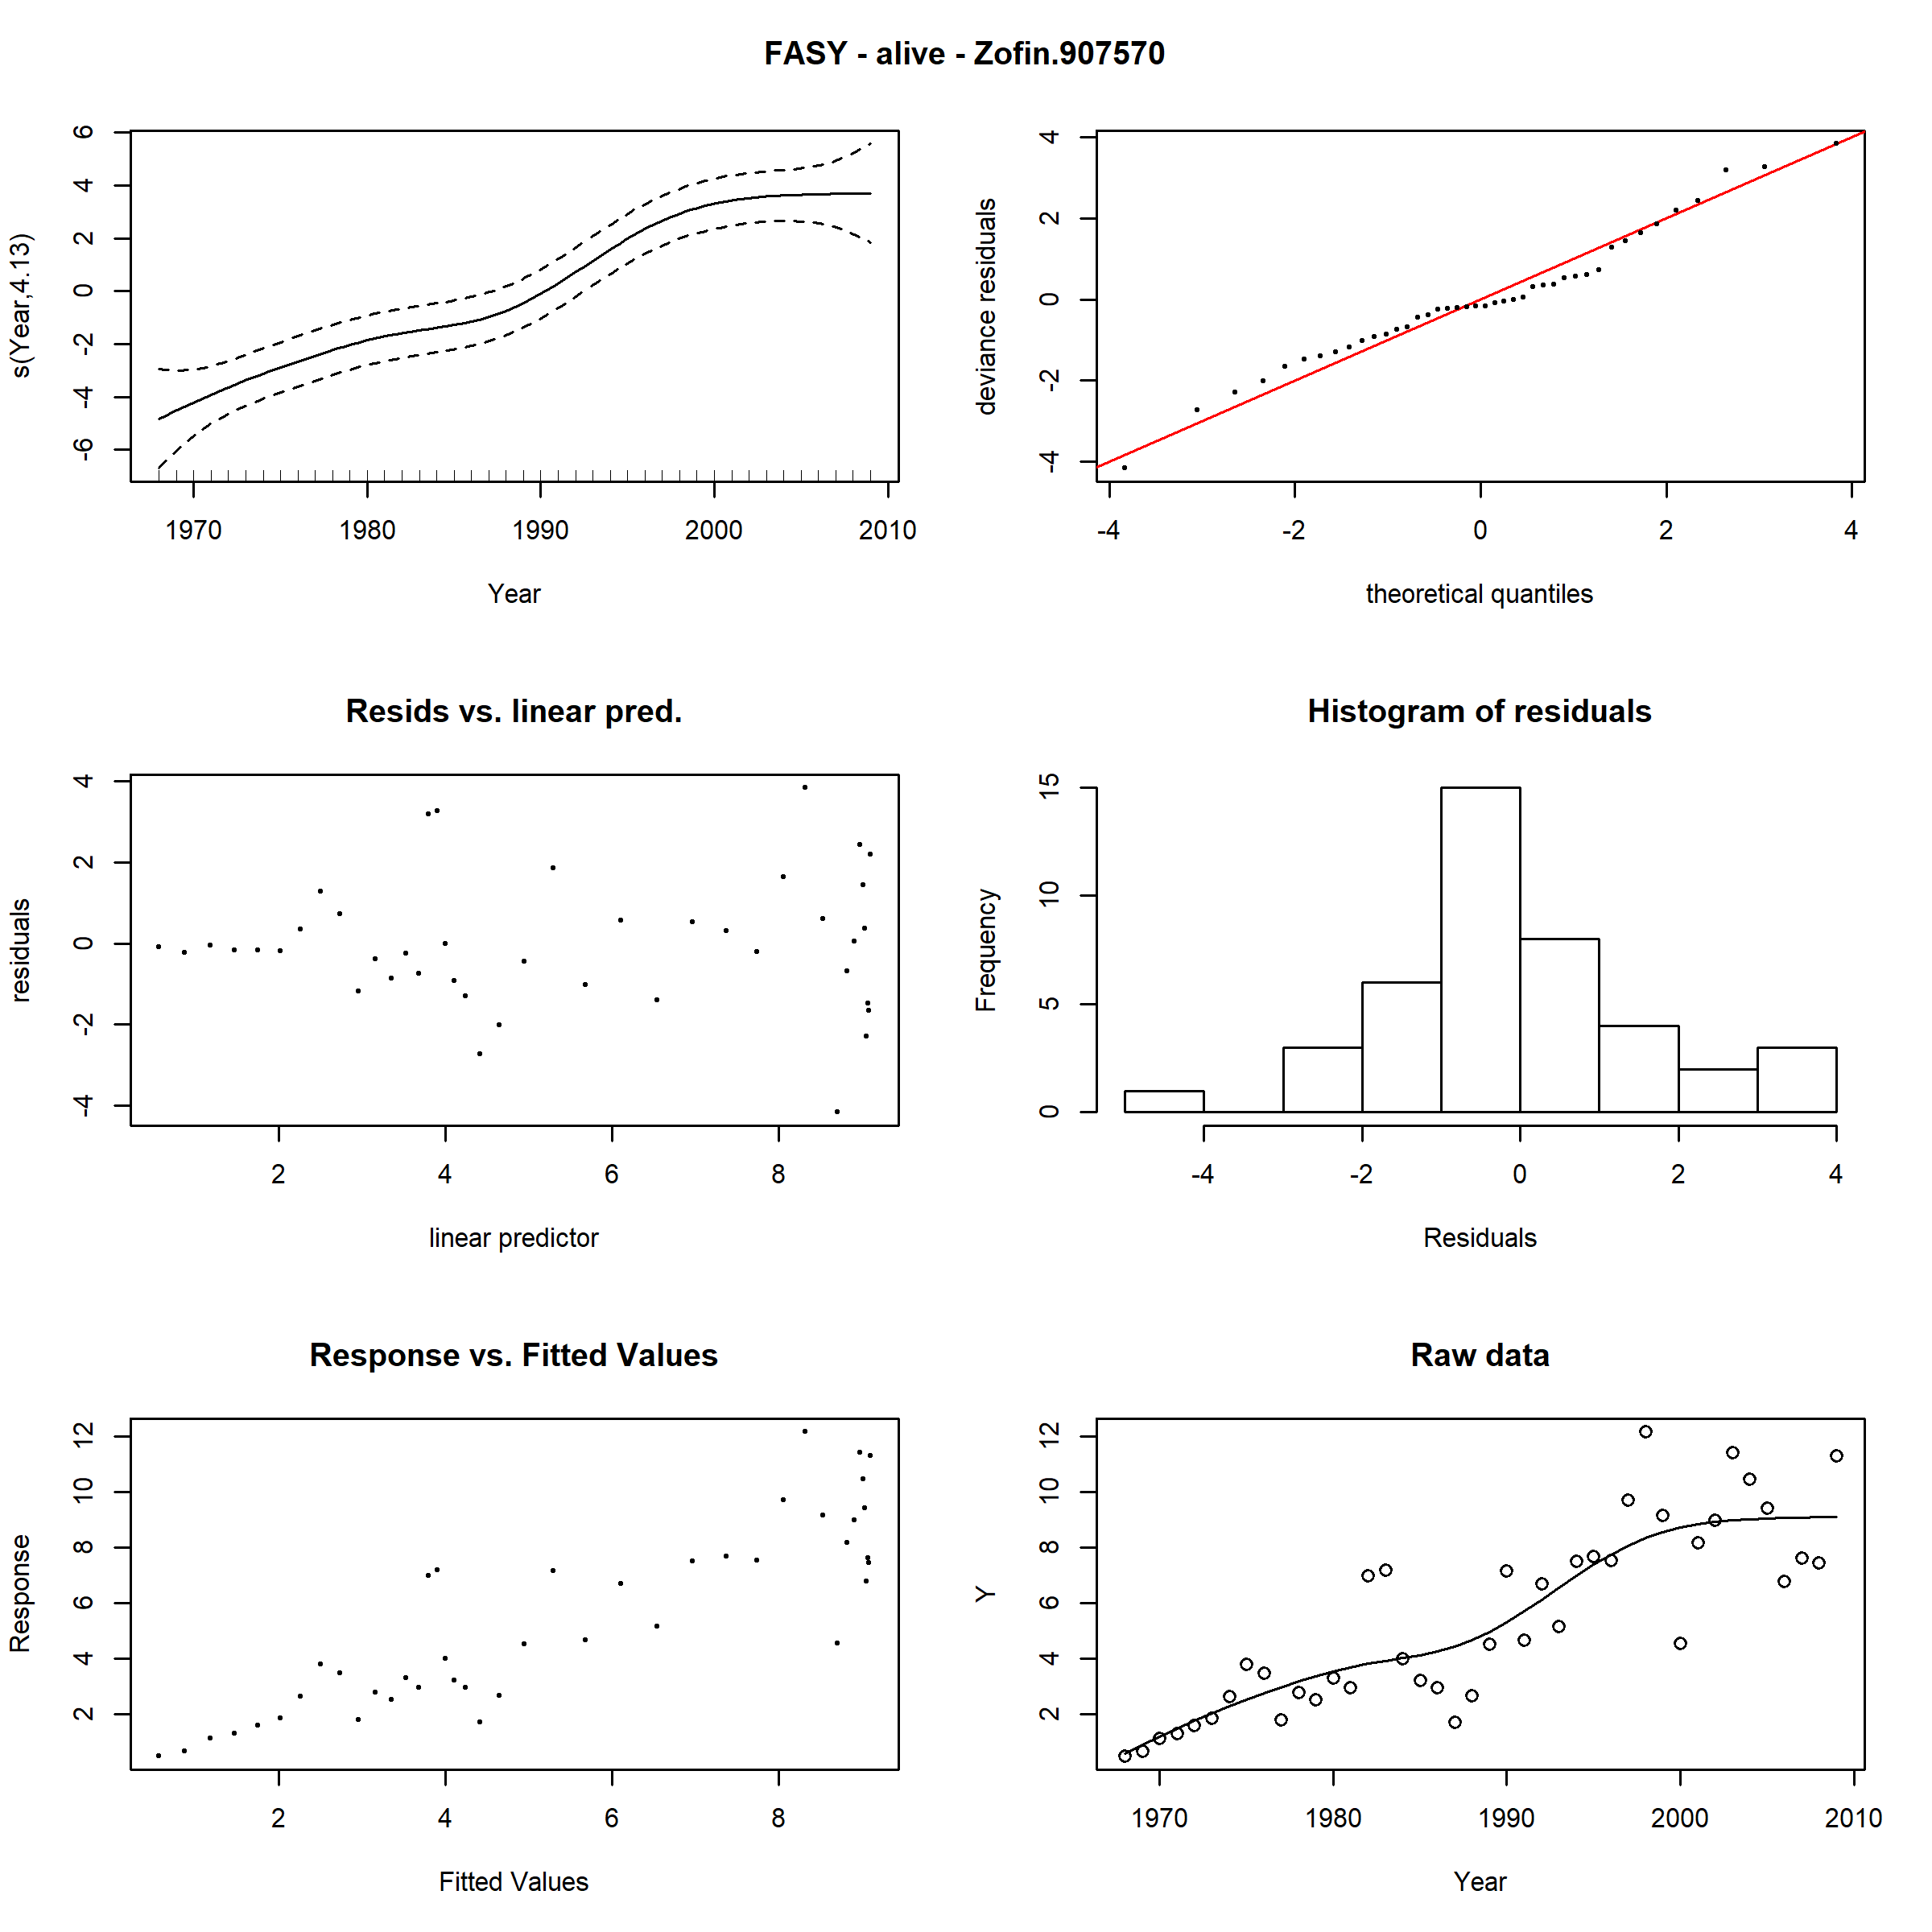 FASY - alive - Zofin.907570
s(Year,4.13)
6
4
2
0
-2
-4
-6
1970 1980 1990 2000 2010
Year
deviance residuals
4
2
0
-2
-4
-4 -2 0 2 4
theoretical quantiles
Resids vs. linear pred.
residuals
4
2
0
-2
-4
2 4 6 8
linear predictor
Histogram of residuals
Frequency
15
10
5
0
-4 -2 0 2 4
Residuals
Response vs. Fitted Values
Response
12
10
8
6
4
2
2 4 6 8
Fitted Values
Raw data
Y
12
10
8
6
4
2
1970 1980 1990 2000 2010
Year